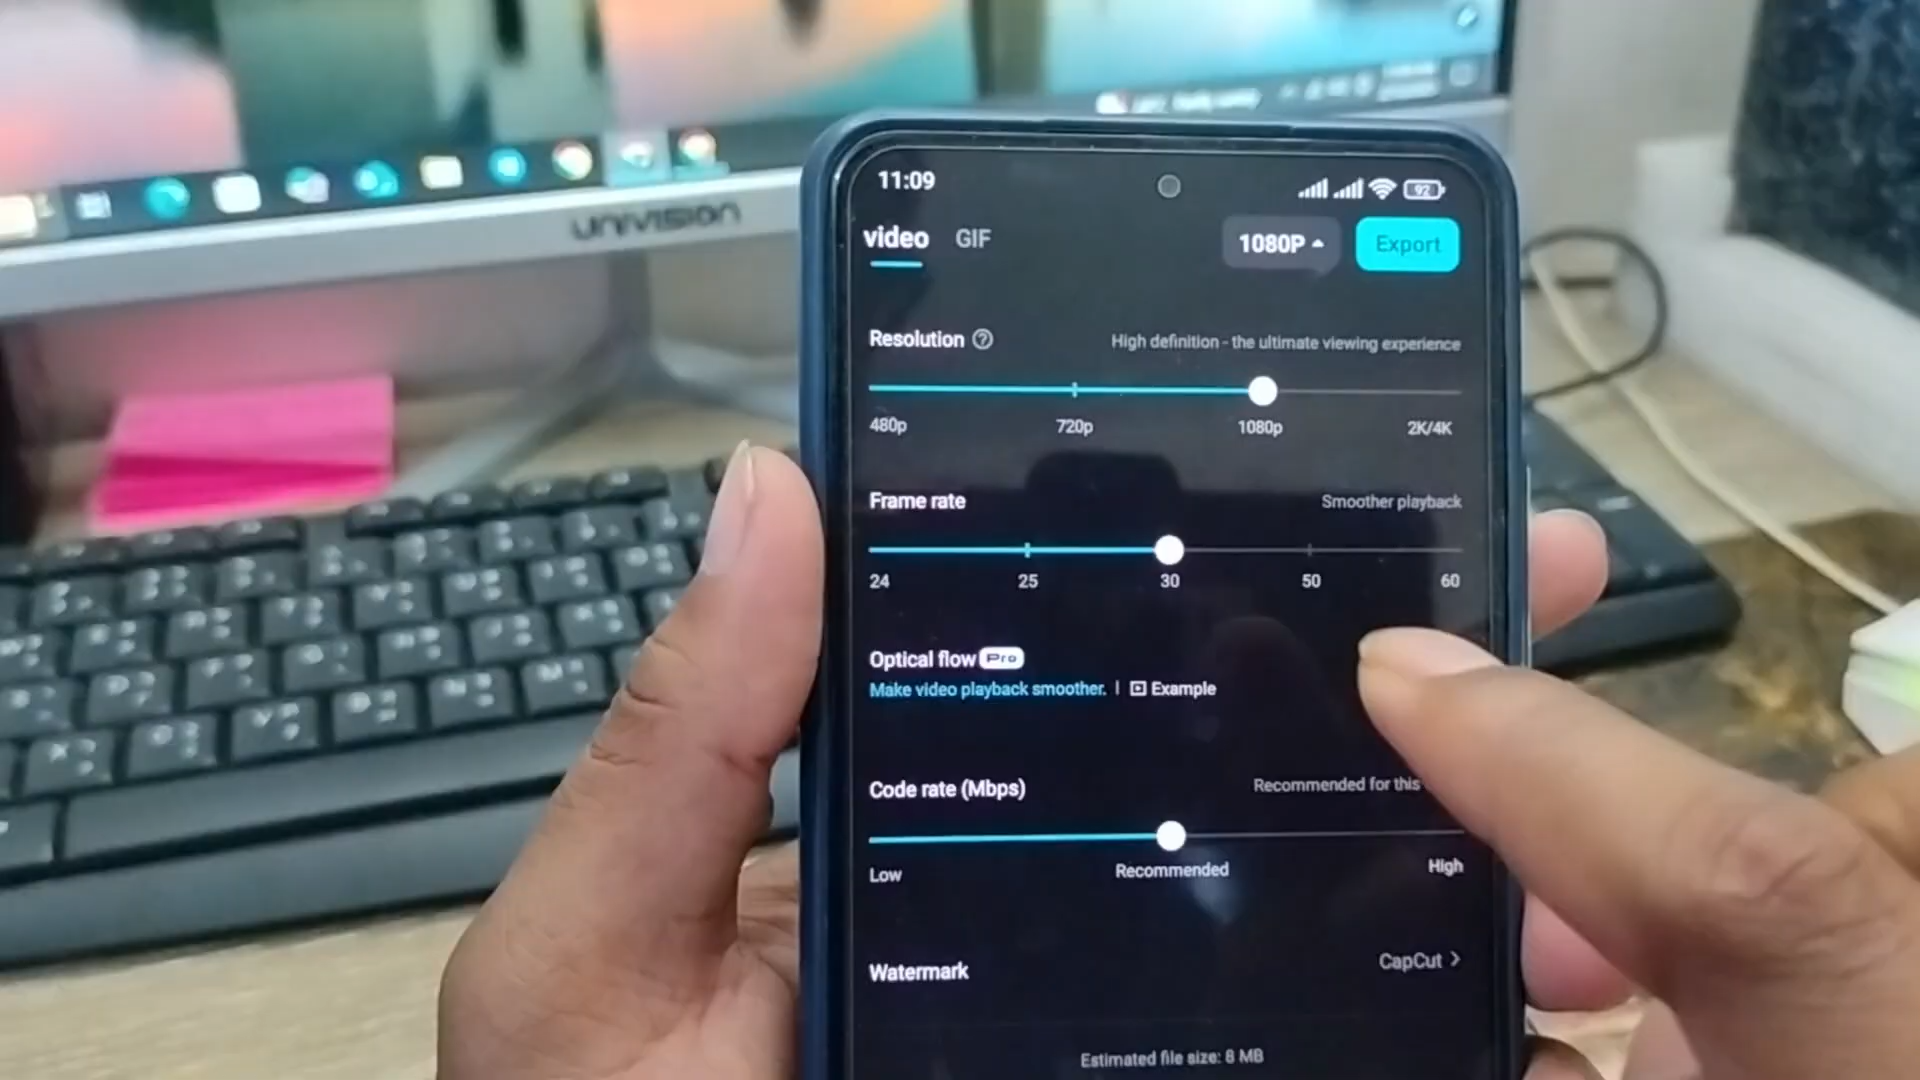 UNIVISION
11:09
92
video GIF 1080P Export
Resolution High definition - the ultimate viewing experience
480p 720p 1080p 2K/4K
Frame rate Smoother playback
24 25 30 50 60
Optical flow Pro
Make video playback smoother. | Example
Code rate (Mbps) Recommended for this
Low Recommended High
Watermark CapCut >
Estimated file size: 8 MB